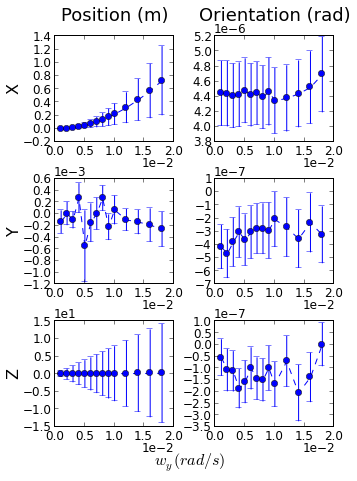 Position (m) Orientation (rad)
1e−6
1.4 5.2
1.2 5.0
1.0
0.8 4.8
0.6 4.6
0.4 4.4
0.2 4.2
0.0 4.0
−0.2 3.8
X
0.0 0.5 1.0 1.5 2.0 0.0 0.5 1.0 1.5 2.0
1e−2 1e−2
1e−3 1e−7
0.6 1
0.4 0
0.2 −1
0.0 −2
−0.2 −3
−0.4 −4
−0.6 −5
−0.8 −6
−1.0 −7
−1.2
Y
0.0 0.5 1.0 1.5 2.0 0.0 0.5 1.0 1.5 2.0
1e−2 1e−2
1e1 1e−7
1.5 1.0
1.0 0.5
0.5 0.0
0.0 −0.5
−0.5 −1.0
−1.0 −1.5
−1.5 −2.0
−2.5
−3.0
−3.5
Z
0.0 0.5 1.0 1.5 2.0 0.0 0.5 1.0 1.5 2.0
1e−2 1e−2
w_y(rad/s)